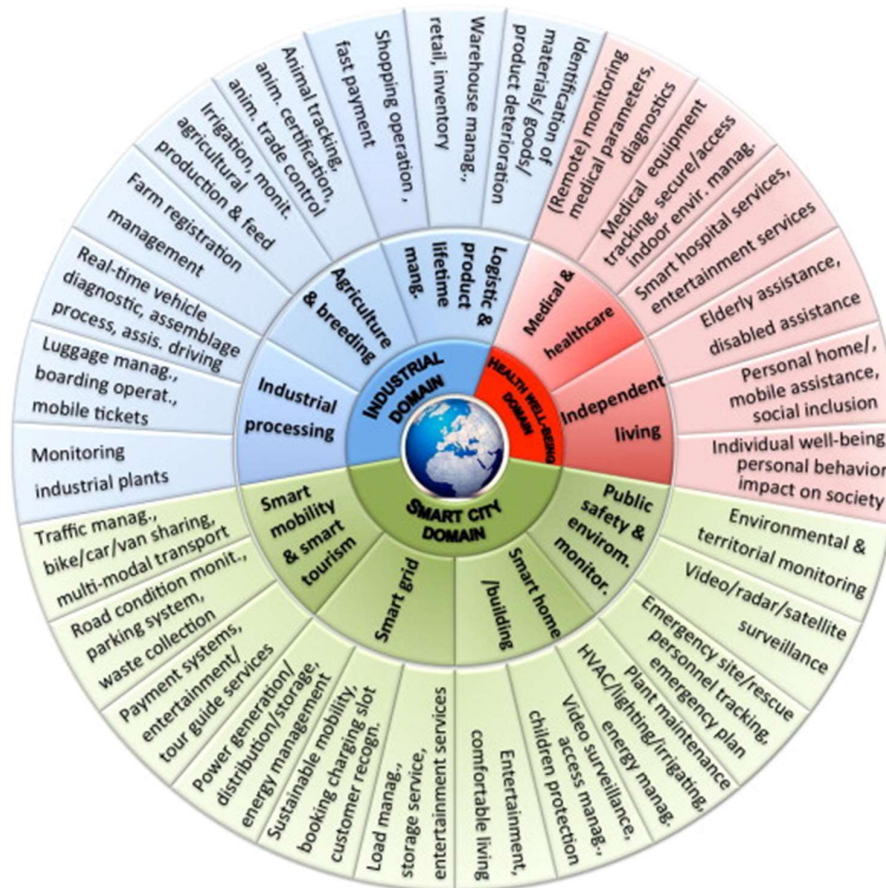 INDUSTRIAL
DOMAIN
HEALTH WELL-BEING
DOMAIN
SMART CITY
DOMAIN
Industrial
processing
Agriculture
& breeding
Logistic &
product
lifetime
mang.
Medical &
healthcare
Independent
living
Public
safety &
envirom.
monitor.
Smart home
/building
Smart grid
Smart
mobility
& smart
tourism
Monitoring
industrial plants
Luggage manag.,
boarding operat.,
mobile tickets
Real-time vehicle
diagnostic, assemblage
process, assis. driving
Farm registration
management
Irrigation, monit.
agricultural
production & feed
Animal tracking,
anim. certification,
anim. trade control
Shopping operation ,
fast payment
Warehouse manag.,
retail, inventory
Identification of
materials/ goods/
product deterioration
(Remote) monitoring
medical parameters,
diagnostics
Medical equipment
tracking, secure/access
indoor envir. manag.
Smart hospital services,
entertainment services
Elderly assistance,
disabled assistance
Personal home/,
mobile assistance,
social inclusion
Individual well-being,
personal behavior
impact on society
Environmental &
territorial monitoring
Video/radar/satellite
surveillance
Emergency site/rescue
personnel tracking,
emergency plan
Plant maintenance
HVAC/lighting/irrigating,
energy manag.
Video surveillance,
access manag.,
children protection
Entertainment,
comfortable living
Load manag.,
storage service,
entertainment services
Sustainable mobility,
booking charging slot
customer recogn.
Power generation/
distribution/storage,
energy management
Payment systems,
entertainment/
tour guide services
Road condition monit.,
parking system,
waste collection
Traffic manag.,
bike/car/van sharing,
multi-modal transport